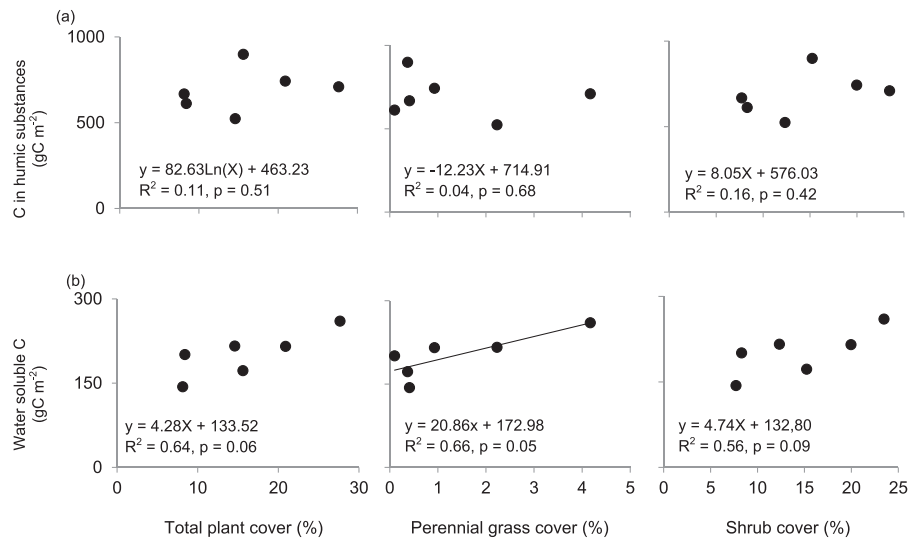 (a)
C in humic substances
(gC m-2)
1000
750
500
250
0
y = 82.63Ln(X) + 463.23
R2 = 0.11, p = 0.51
y = -12.23X + 714.91
R2 = 0.04, p = 0.68
y = 8.05X + 576.03
R2 = 0.16, p = 0.42
(b)
Water soluble C
(gC m-2)
300
150
0
y = 4.28X + 133.52
R2 = 0.64, p = 0.06
y = 20.86x + 172.98
R2 = 0.66, p = 0.05
y = 4.74X + 132,80
R2 = 0.56, p = 0.09
0 10 20 30
0 1 2 3 4 5
0 5 10 15 20 25
Total plant cover (%)
Perennial grass cover (%)
Shrub cover (%)